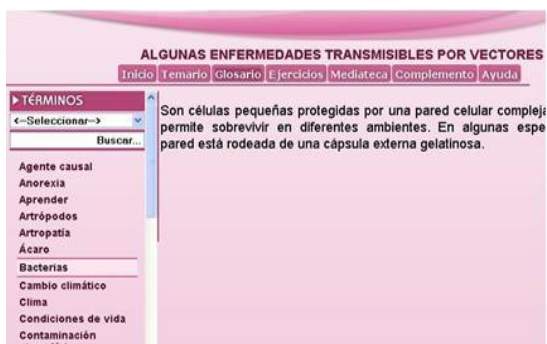 ALGUNAS ENFERMEDADES TRANSMISIBLES POR VECTORES
Inicio Temario Glosario Ejercicios Mediateca Complemento Ayuda
TÉRMINOS
<-Seleccionar->
Buscar...
Agente causal
Anorexia
Aprender
Artrópodos
Artropatía
Ácaro
Bacterias
Cambio climático
Clima
Condiciones de vida
Contaminación
Son células pequeñas protegidas por una pared celular compleja
permite sobrevivir en diferentes ambientes. En algunas espe
pared está rodeada de una cápsula externa gelatinosa.